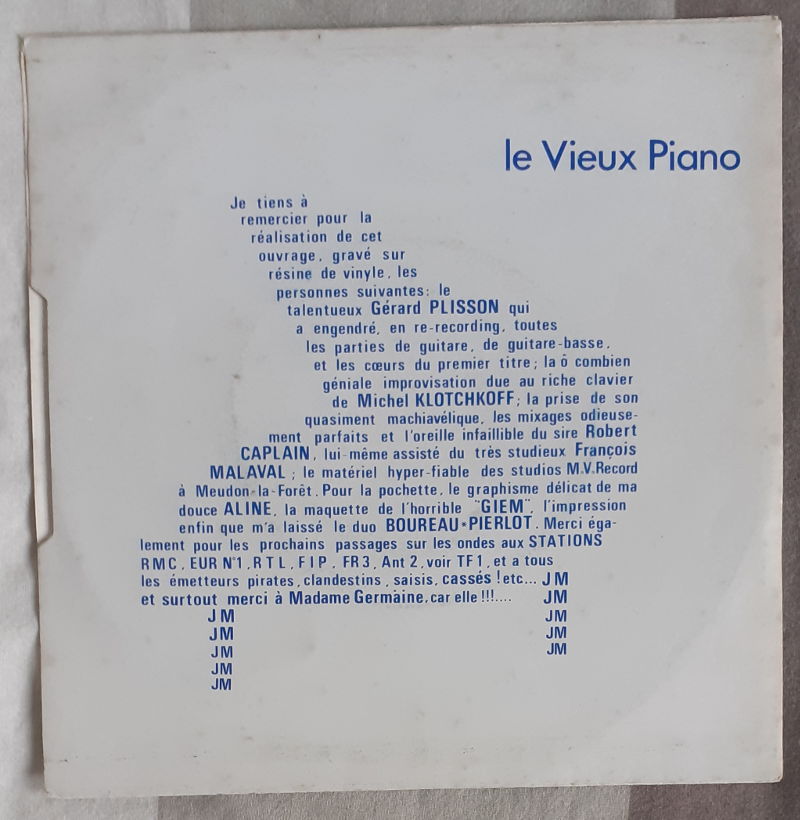 le Vieux Piano
Je tiens à
remercier pour la
réalisation de cet
ouvrage, gravé sur
résine de vinyle, les
personnes suivantes: le
talentueux Gérard PLISSON qui
a engendré, en re-recording, toutes
les parties de guitare, de guitare-basse,
et les cœurs du premier titre; la ô combien
géniale improvisation due au riche clavier
de Michel KLOTCHKOFF; la prise de son
quasiment machiavélique, les mixages odieuse-
ment parfaits et l'oreille infaillible du sire Robert
CAPLAIN, lui-même assisté du très studieux François
MALAVAL; le matériel hyper-fiable des studios M.V.Record
à Meudon-la-Forêt. Pour la pochette, le graphisme délicat de ma
douce ALINE, la maquette de l'horrible "GIEM", l'impression
enfin que m'a laissé le duo BOUREAU*PIERLOT. Merci éga-
lement pour les prochains passages sur les ondes aux STATIONS
RMC, EUR N°1, RTL, FIP, FR3, Ant 2, voir TF1, et a tous
les émetteurs pirates, clandestins, saisis, cassés! etc... JM
et surtout merci à Madame Germaine, car elle !!!.... JM
JM JM
JM JM
JM JM
JM
JM